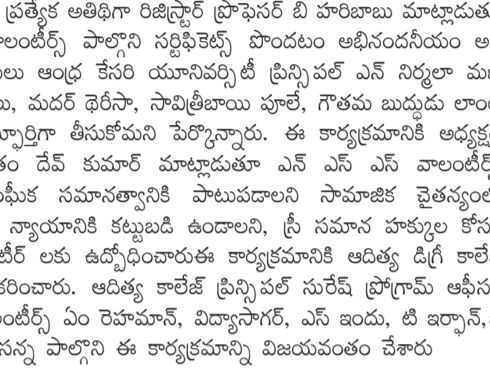 ప్రత్యేక అతిథిగా రిజిస్ట్రార్ ప్రొఫెసర్ బి హరిబాబు మాట్లాడుతూ
లంటీర్స్ పాల్గొని సర్టిఫికెట్స్ పొందటం అభినందనీయం అ
లు ఆంధ్ర కేసరి యూనివర్సిటీ ప్రిన్సిపల్ ఎన్ నిర్మలా మ
, మదర్ థెరీసా, సావిత్రీబాయి పూలే, గౌతమ బుద్ధుడు లాం
స్ఫూర్తిగా తీసుకోమని పేర్కొన్నారు. ఈ కార్యక్రమానికి అధ్యక్ష
తం దేవ్ కుమార్ మాట్లాడుతూ ఎన్ ఎస్ ఎస్ వాలంటీర్స్
ఘీక సమానత్వానికి పాటుపడాలని సామాజిక చైతన్యం
న్యాయానికి కట్టుబడి ఉండాలని, స్త్రీ సమాన హక్కుల కోస
టీర్ లకు ఉద్బోధించారుఈ కార్యక్రమానికి ఆదిత్య డిగ్రీ కాలే
కరించారు. ఆదిత్య కాలేజ్ ప్రిన్సిపల్ సురేష్ ప్రోగ్రామ్ ఆఫీస
ంటీర్స్ ఏం రెహమాన్, విద్యాసాగర్, ఎస్ ఇందు, టి ఇర్ఫాన్,
సన్న పాల్గొని ఈ కార్యక్రమాన్ని విజయవంతం చేశారు